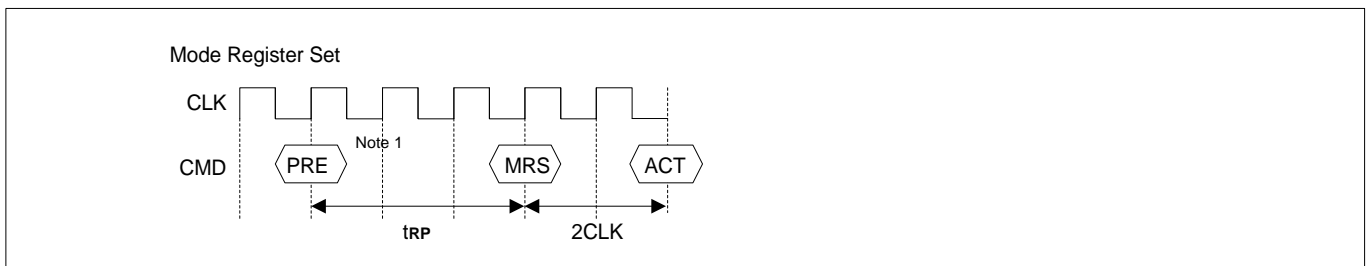 Mode Register Set
CLK
Note 1
CMD PRE MRS ACT
tRP 2CLK